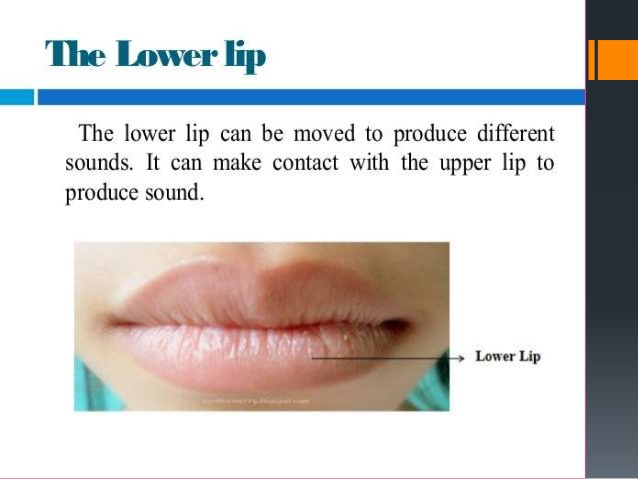 The Lower lip
The lower lip can be moved to produce different
sounds. It can make contact with the upper lip to
produce sound.
Lower Lip